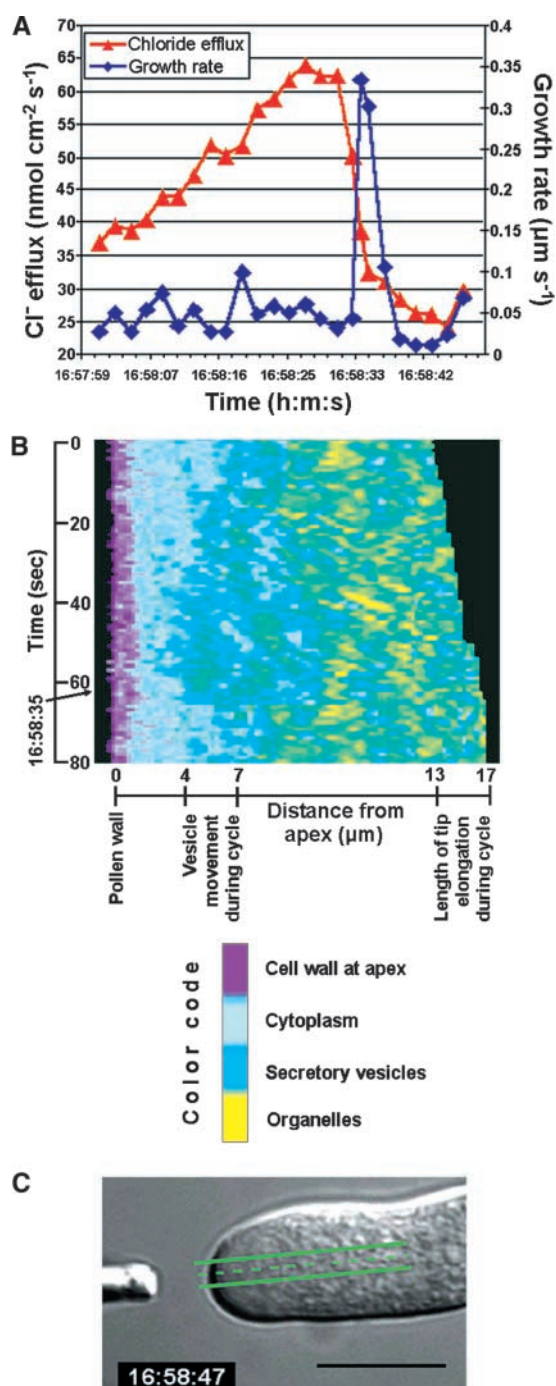 A
Chloride efflux
Growth rate
Cl⁻ efflux (nmol cm⁻² s⁻¹)
70
65
60
55
50
45
40
35
30
25
20
0.4
0.35
0.3
0.25
0.2
0.15
0.1
0.05
0
Growth rate (µm s⁻¹)
16:57:59
16:58:07
16:58:16
16:58:25
16:58:33
16:58:42
Time (h:m:s)
B
Time (sec)
0
20
40
60
80
16:58:35
0
4
7
13
17
Distance from
apex (µm)
Pollen wall
Vesicle
movement
during cycle
Length of tip
elongation
during cycle
Color code
Cell wall at apex
Cytoplasm
Secretory vesicles
Organelles
C
16:58:47